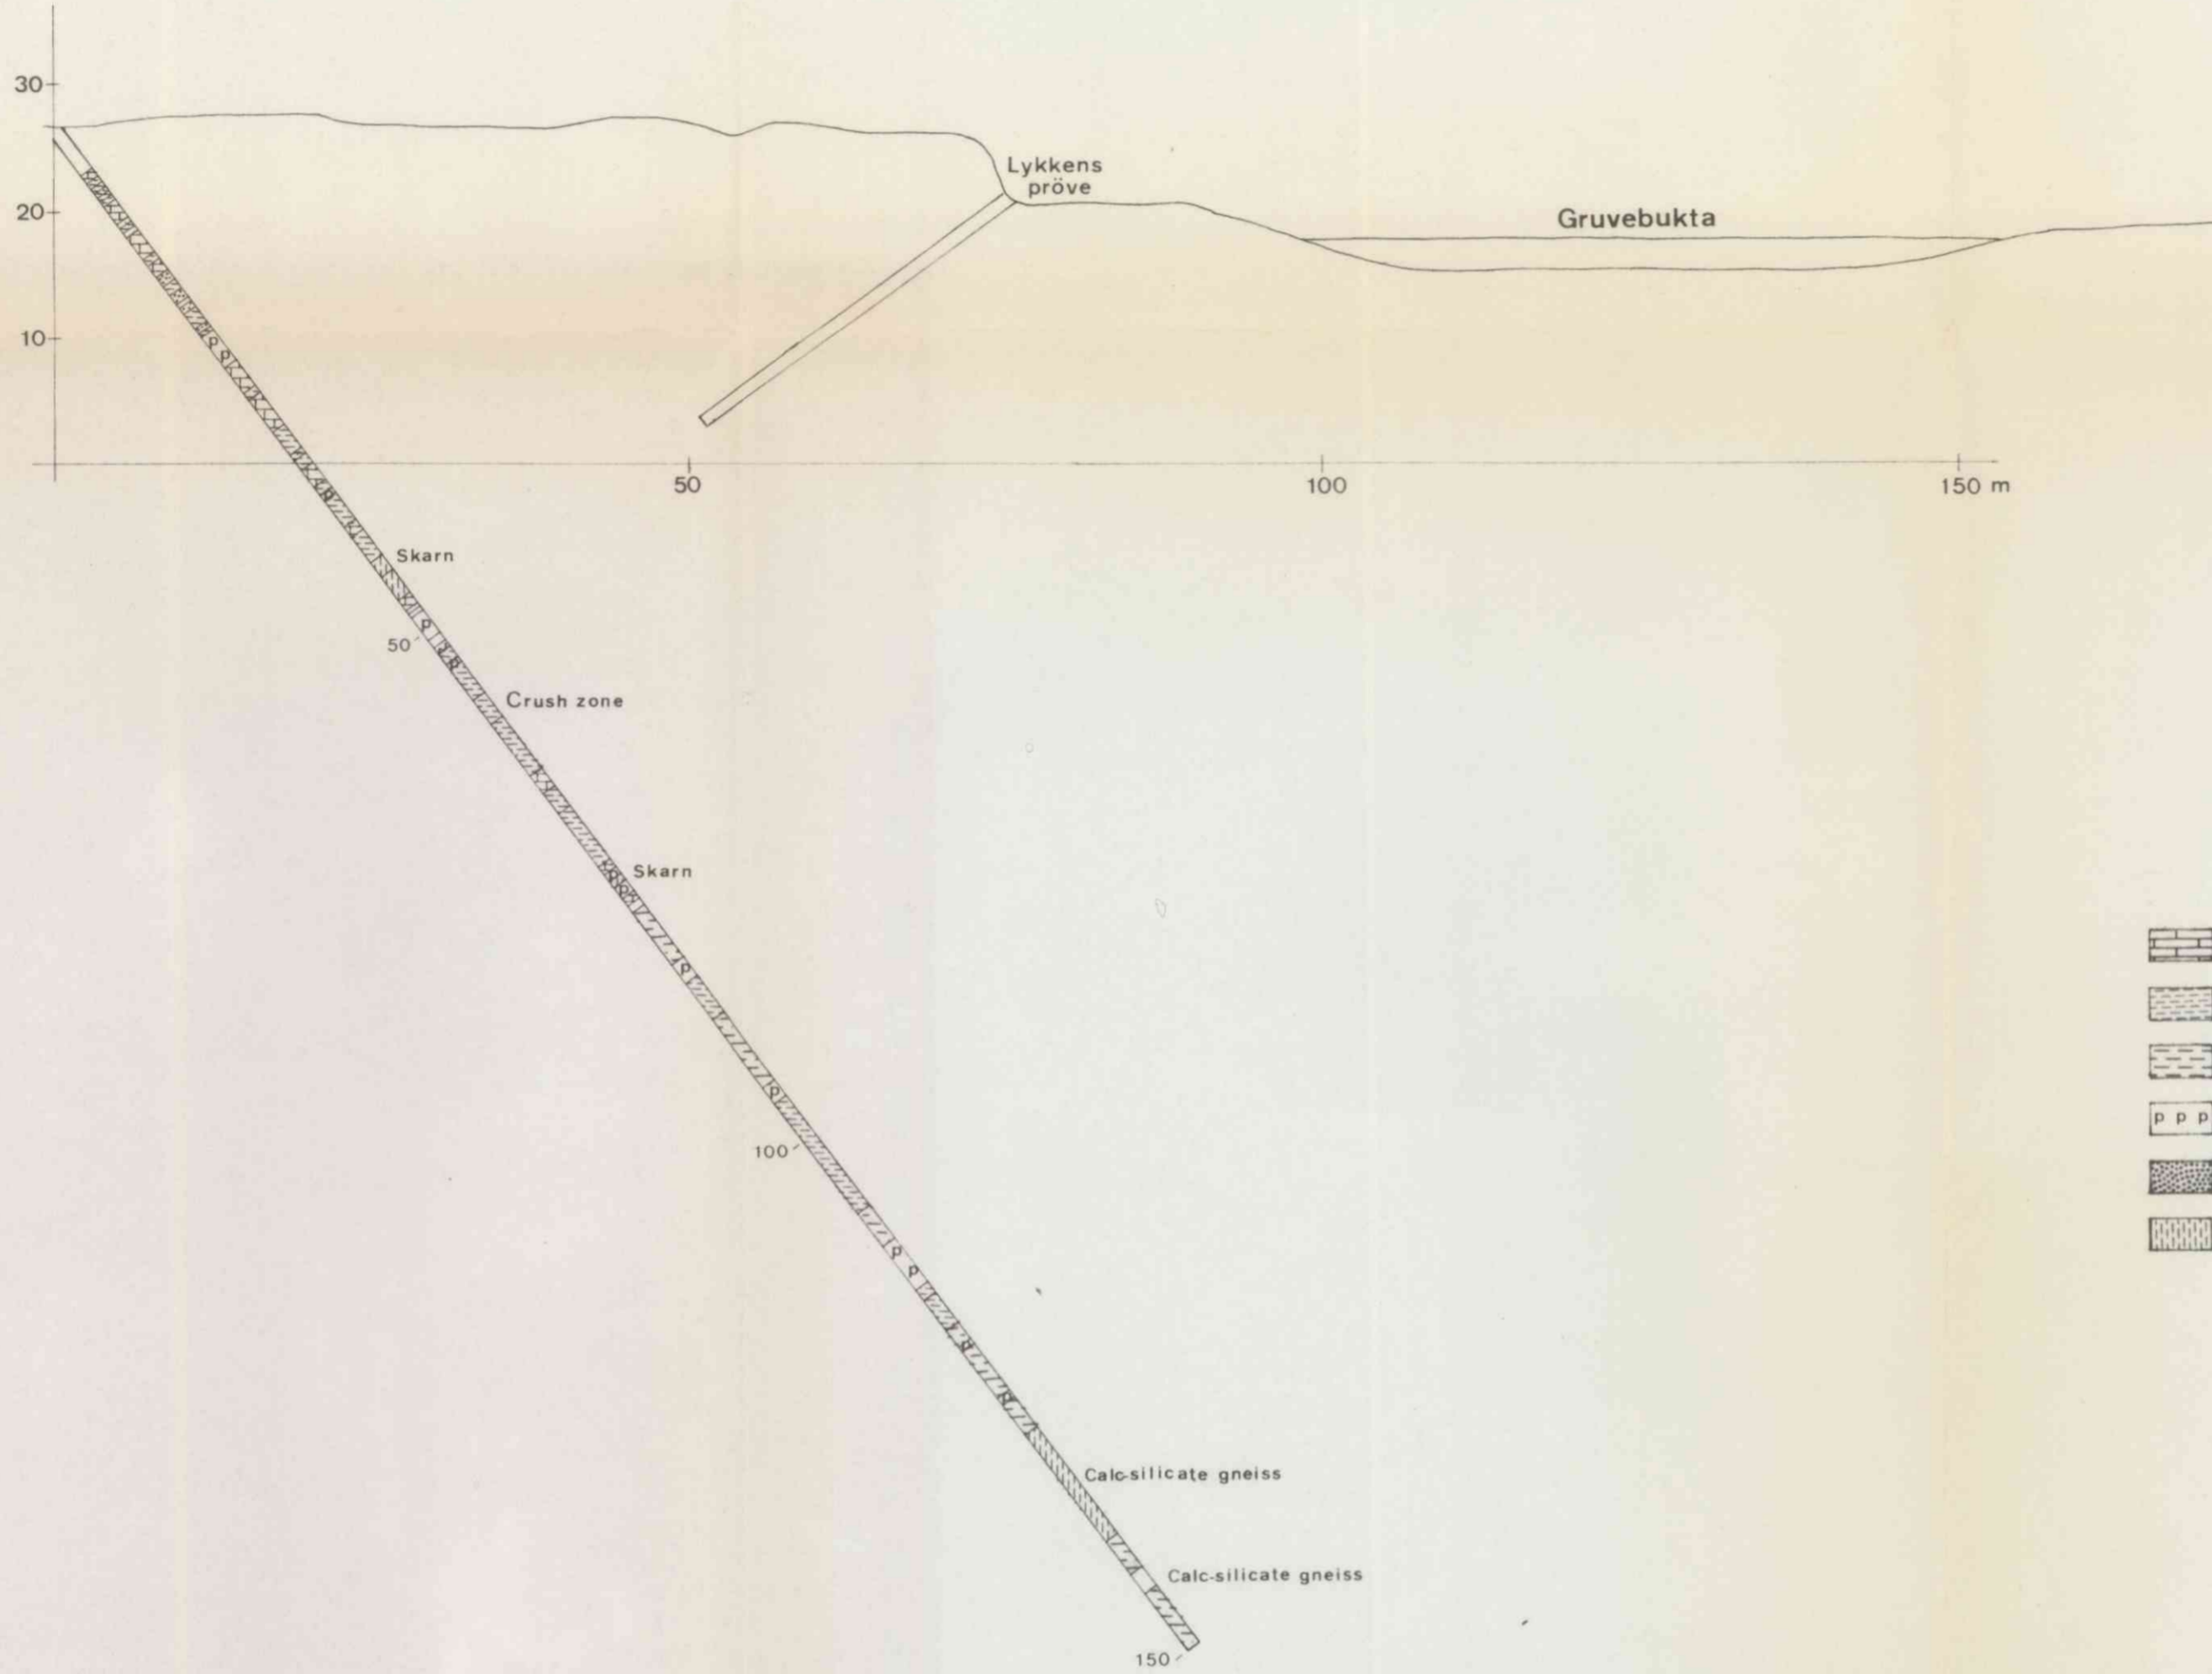 30
Lykkens
pröve
20
Gruvebukta
10
50
100
150 m
Skarn
p p
p
50
p
Crush zone
Skarn
p
p
100
p
p
p
p
Calc-silicate gneiss
Calc-silicate gneiss
150
p p p